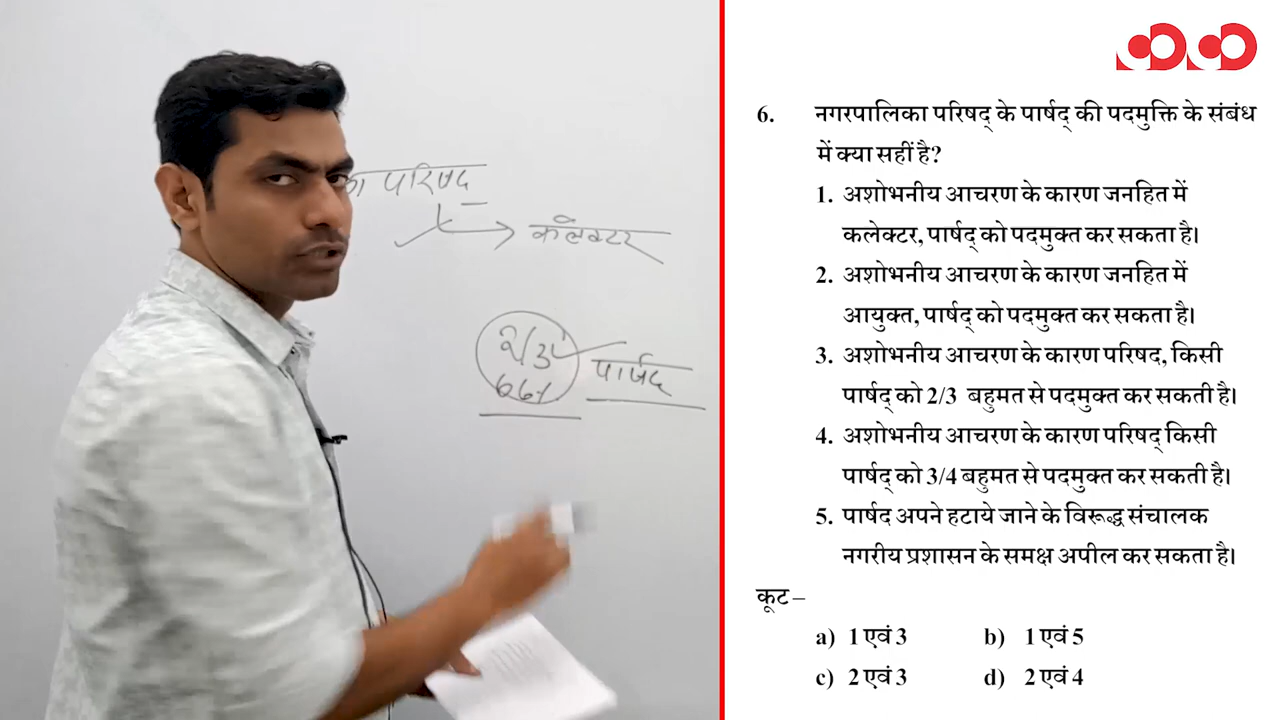 परिषद
कलेक्टर
2/3
66%
पार्षद
6. नगरपालिका परिषद् के पार्षद् की पदमुक्ति के संबंध
में क्या सहीं है?
1. अशोभनीय आचरण के कारण जनहित में
कलेक्टर, पार्षद् को पदमुक्त कर सकता है।
2. अशोभनीय आचरण के कारण जनहित में
आयुक्त, पार्षद् को पदमुक्त कर सकता है।
3. अशोभनीय आचरण के कारण परिषद, किसी
पार्षद् को 2/3 बहुमत से पदमुक्त कर सकती है।
4. अशोभनीय आचरण के कारण परिषद् किसी
पार्षद् को 3/4 बहुमत से पदमुक्त कर सकती है।
5. पार्षद अपने हटाये जाने के विरूद्ध संचालक
नगरीय प्रशासन के समक्ष अपील कर सकता है।
कूट–
a) 1 एवं 3 b) 1 एवं 5
c) 2 एवं 3 d) 2 एवं 4